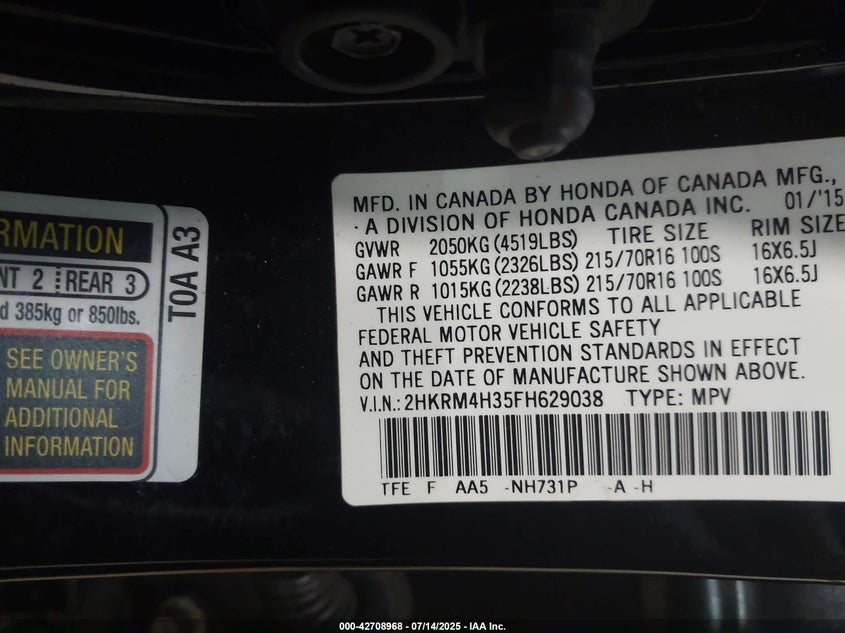 RMATION
NT 2 REAR 3
d 385kg or 850lbs.
SEE OWNER'S
MANUAL FOR
ADDITIONAL
INFORMATION
T0A A3
MFD. IN CANADA BY HONDA OF CANADA MFG.,
·A DIVISION OF HONDA CANADA INC. 01/'15
GVWR 2050KG(4519LBS) TIRE SIZE RIM SIZE
GAWR F 1055KG(2326LBS) 215/70R16 100S 16X6.5J
GAWR R 1015KG(2238LBS) 215/70R16 100S 16X6.5J
THIS VEHICLE CONFORMS TO ALL APPLICABLE
FEDERAL MOTOR VEHICLE SAFETY
AND THEFT PREVENTION STANDARDS IN EFFECT
ON THE DATE OF MANUFACTURE SHOWN ABOVE.
V.I.N.: 2HKRM4H35FH629038 TYPE: MPV
TFE F AA5 -NH731P -A -H
000-42708968 - 07/14/2025 - IAA Inc.